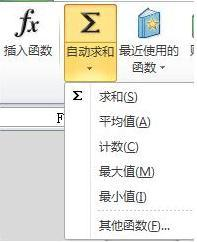 fx
插入函数
Σ
自动求和
最近使用的
函数
F
Σ 求和(S)
平均值(A)
计数(C)
最大值(M)
最小值(I)
其他函数(F)...